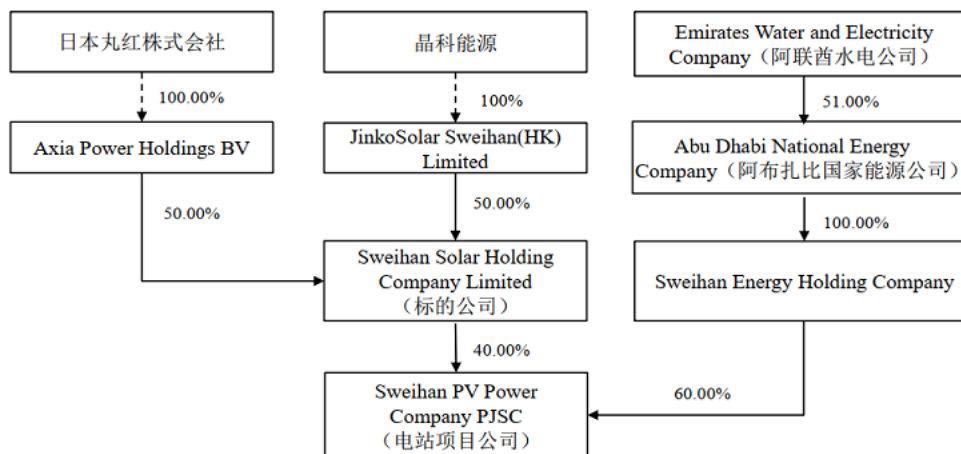 日本丸红株式会社
晶科能源
Emirates Water and Electricity
Company（阿联酋水电公司）
100.00%
100%
51.00%
Axia Power Holdings BV
JinkoSolar Sweihan(HK)
Limited
Abu Dhabi National Energy
Company（阿布扎比国家能源公司）
50.00%
50.00%
100.00%
Sweihan Solar Holding
Company Limited
（标的公司）
Sweihan Energy Holding Company
40.00%
60.00%
Sweihan PV Power
Company PJSC
（电站项目公司）